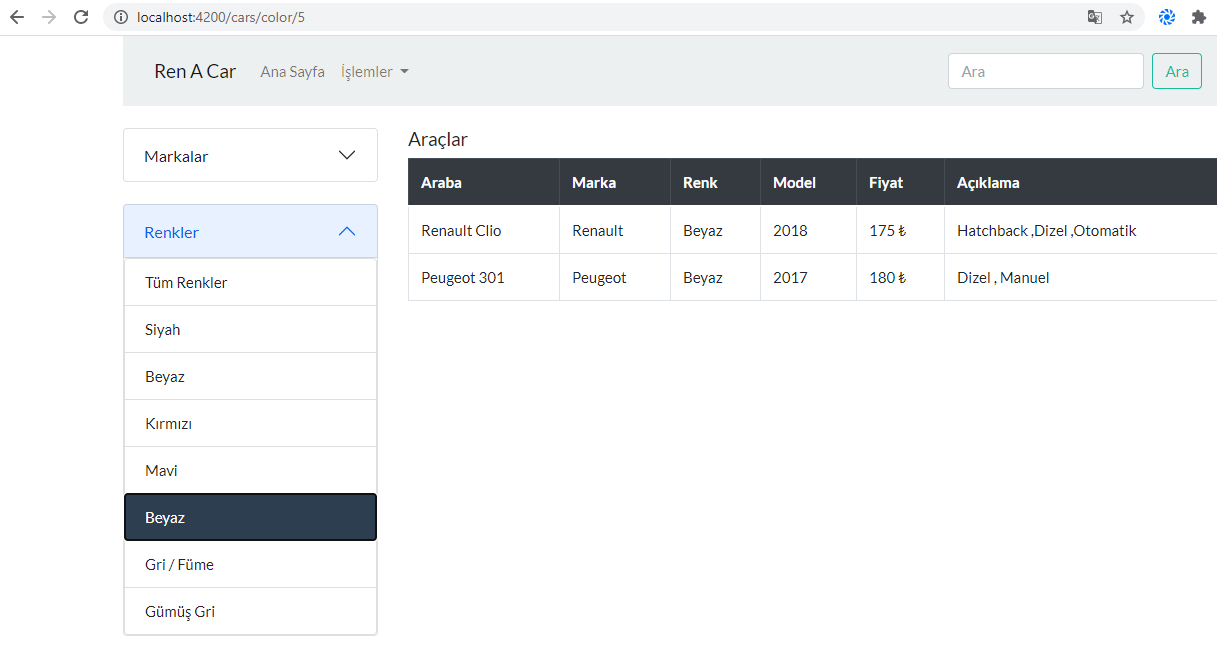 localhost:4200/cars/color/5
Ren A Car Ana Sayfa İşlemler Ara Ara
Markalar
Renkler
Tüm Renkler
Siyah
Beyaz
Kırmızı
Mavi
Beyaz
Gri / Füme
Gümüş Gri
Araçlar
Araba Marka Renk Model Fiyat Açıklama
Renault Clio Renault Beyaz 2018 175 ₺ Hatchback ,Dizel ,Otomatik
Peugeot 301 Peugeot Beyaz 2017 180 ₺ Dizel , Manuel